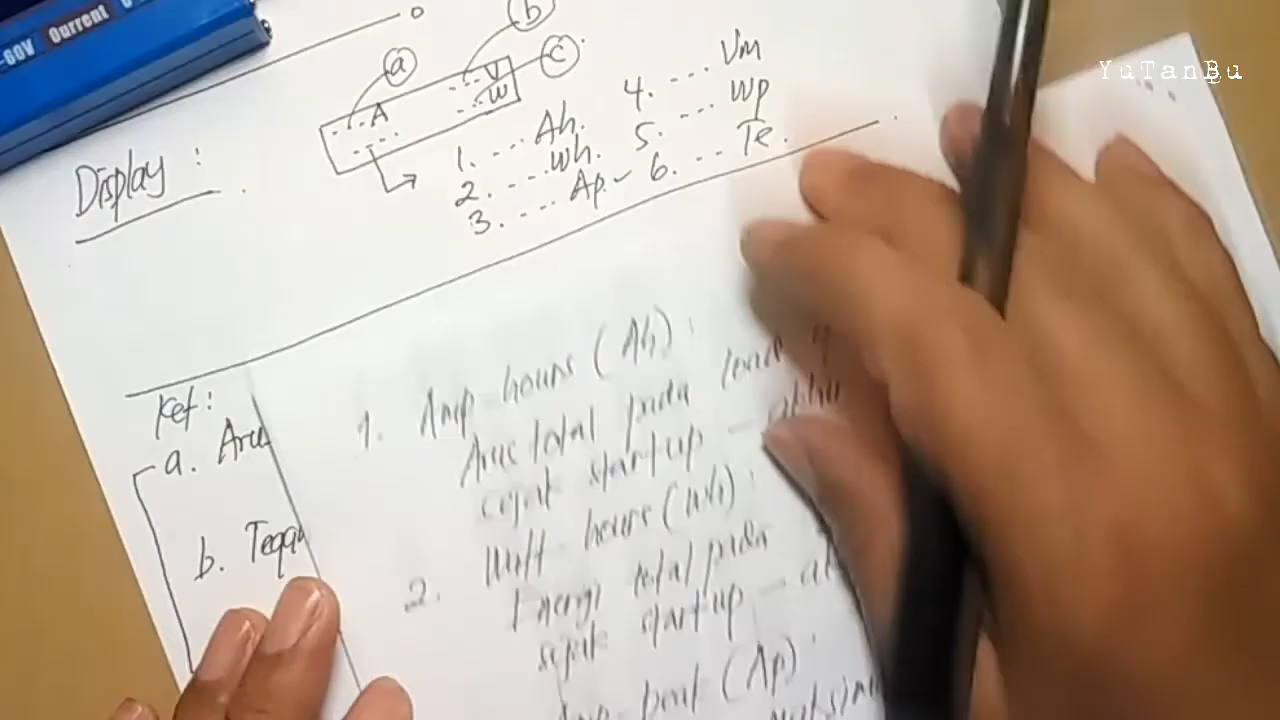 -60V Current
YuTanBu
Display :
a
b
c
A
V
W
1. .... Ah.
2. .... Wh.
3. .... Ap.
4. .... Vm
5. .... Wp
6. .... Te.
Ket :
a. Aru
b. Tega
1. Amp hours (Ah) :
Arus total pada
sejak startup —
2. Watt - hours (Wh) :
Energi total pada
sejak startup —
Amp - peak (Ap) :